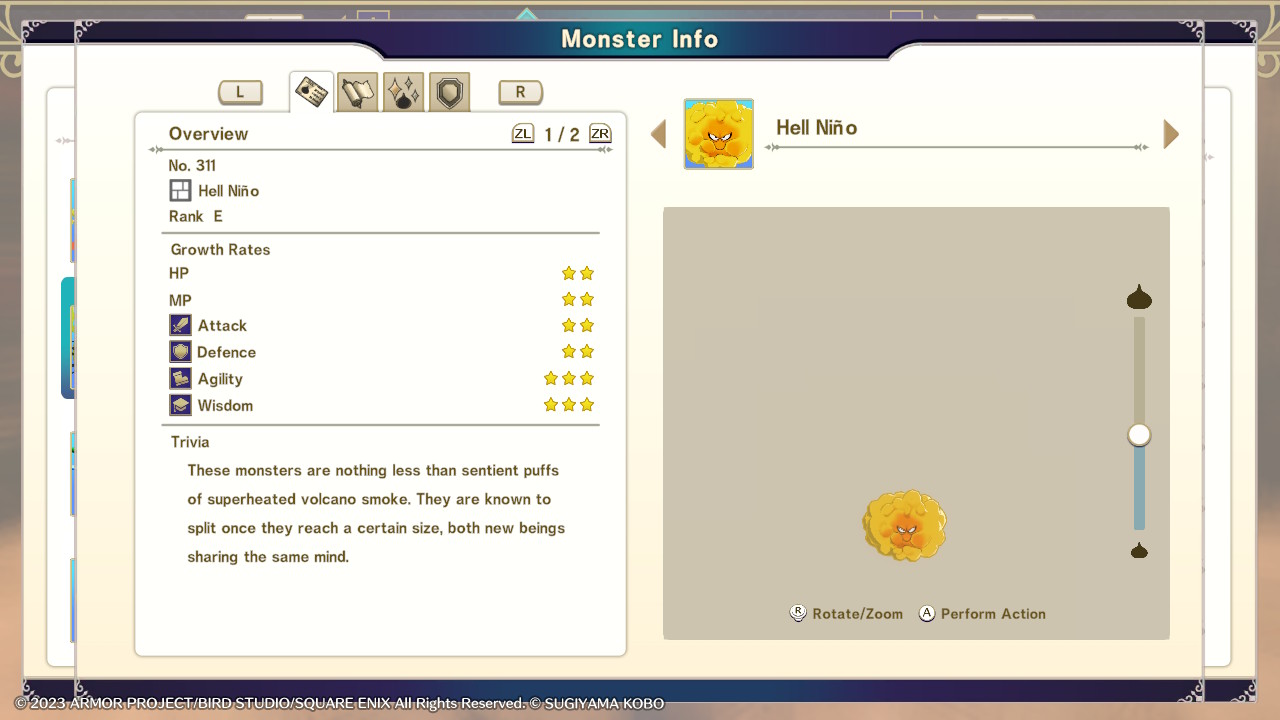 Monster Info
L
R
Overview
ZL 1 / 2 ZR
No. 311
Hell Niño
Rank E
Growth Rates
HP
MP
Attack
Defence
Agility
Wisdom
Trivia
These monsters are nothing less than sentient puffs
of superheated volcano smoke. They are known to
split once they reach a certain size, both new beings
sharing the same mind.
Hell Niño
R Rotate/Zoom A Perform Action
© 2023 ARMOR PROJECT/BIRD STUDIO/SQUARE ENIX All Rights Reserved. © SUGIYAMA KOBO